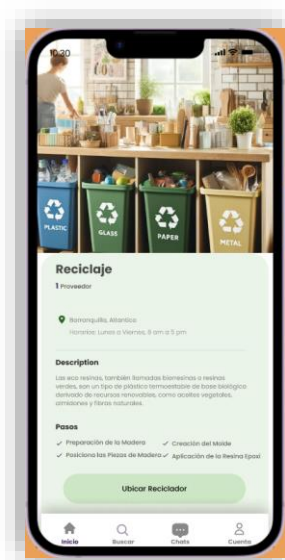 10:30
PLASTIC
GLASS
PAPER
METAL
Reciclaje
1 Proveedor
Barranquilla, Atlantico
Horarios: Lunes a Viernes, 8 am a 5 pm
Description
Las eco resinas, también llamadas biorresinas o resinas
verdes, son un tipo de plástico termoestable de base biológica
derivado de recursos renovables, como aceites vegetales,
almidones y fibras naturales.
Pasos
Preparación de la Madera
Creación del Molde
Posiciona las Piezas de Madera
Aplicación de la Resina Epoxi
Ubicar Reciclador
Inicio
Buscar
Chats
Cuenta